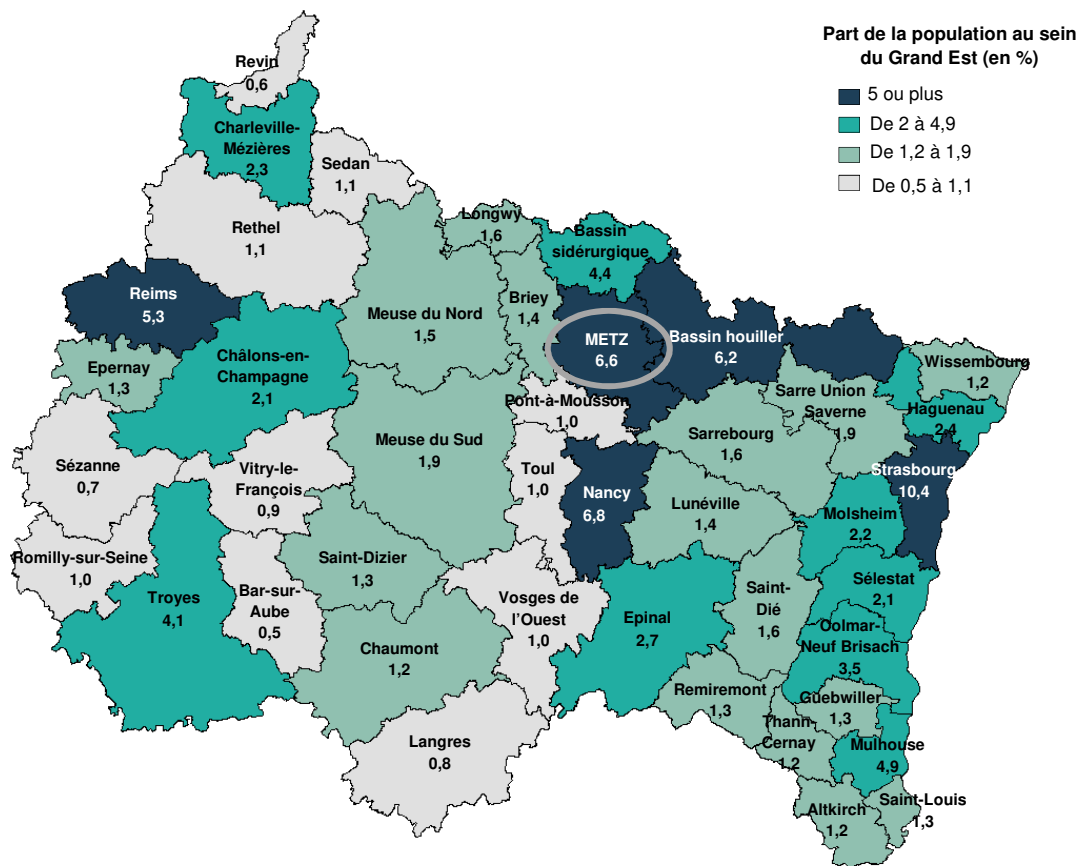 Part de la population au sein
du Grand Est (en %)
5 ou plus
De 2 à 4,9
De 1,2 à 1,9
De 0,5 à 1,1
Revin
0,6
Charleville-
Mézières
2,3
Sedan
1,1
Rethel
1,1
Longwy
1,6
Bassin
sidérurgique
4,4
Reims
5,3
Briey
1,4
Meuse du Nord
1,5
METZ
6,6
Bassin houiller
6,2
Epernay
1,3
Châlons-en-
Champagne
2,1
Wissembourg
1,2
Pont-à-Mousson
1,0
Sarre Union
Saverne
1,9
Haguenau
2,4
Meuse du Sud
1,9
Sarrebourg
1,6
Sézanne
0,7
Vitry-le-
François
0,9
Toul
1,0
Nancy
6,8
Lunéville
1,4
Strasbourg
10,4
Molsheim
2,2
Romilly-sur-Seine
1,0
Saint-Dizier
1,3
Troyes
4,1
Bar-sur-
Aube
0,5
Vosges de
l’Ouest
1,0
Epinal
2,7
Saint-
Dié
1,6
Sélestat
2,1
Colmar-
Neuf Brisach
3,5
Chaumont
1,2
Remiremont
1,3
Guebwiller
1,3
Thann-
Cernay
1,2
Langres
0,8
Mulhouse
4,9
Altkirch
1,2
Saint-Louis
1,3